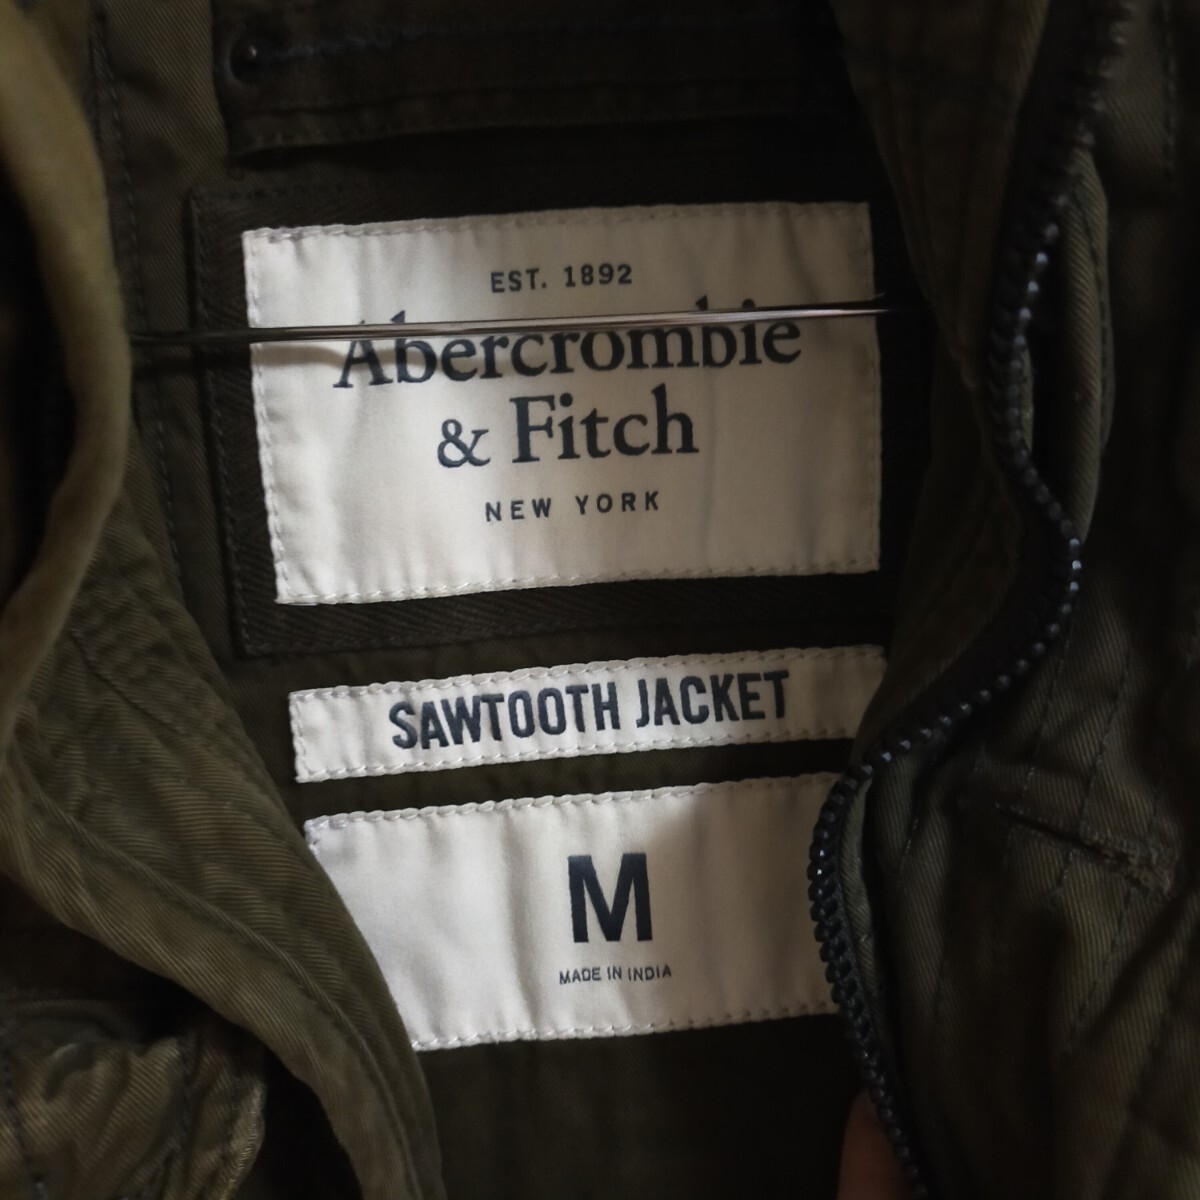 EST. 1892
Abercrombie
& Fitch
NEW YORK
SAWTOOTH JACKET
M
MADE IN INDIA